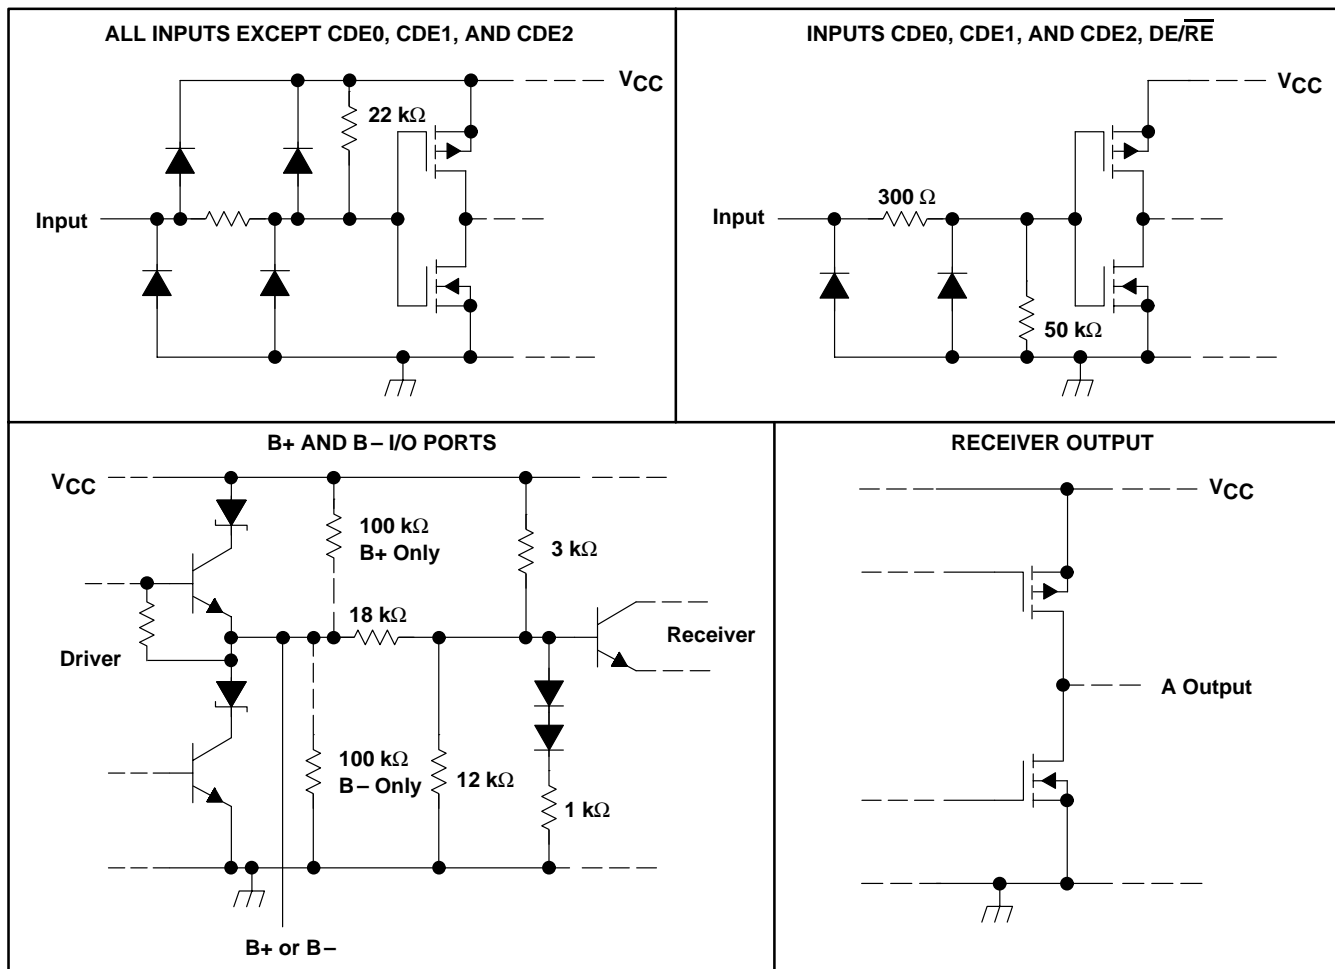 ALL INPUTS EXCEPT CDE0, CDE1, AND CDE2
VCC
22 kΩ
Input
INPUTS CDE0, CDE1, AND CDE2, DE/R̅E̅
VCC
300 Ω
Input
50 kΩ
B+ AND B– I/O PORTS
VCC
100 kΩ
B+ Only
3 kΩ
18 kΩ
Receiver
Driver
100 kΩ
B– Only
12 kΩ
1 kΩ
B+ or B–
RECEIVER OUTPUT
VCC
A Output